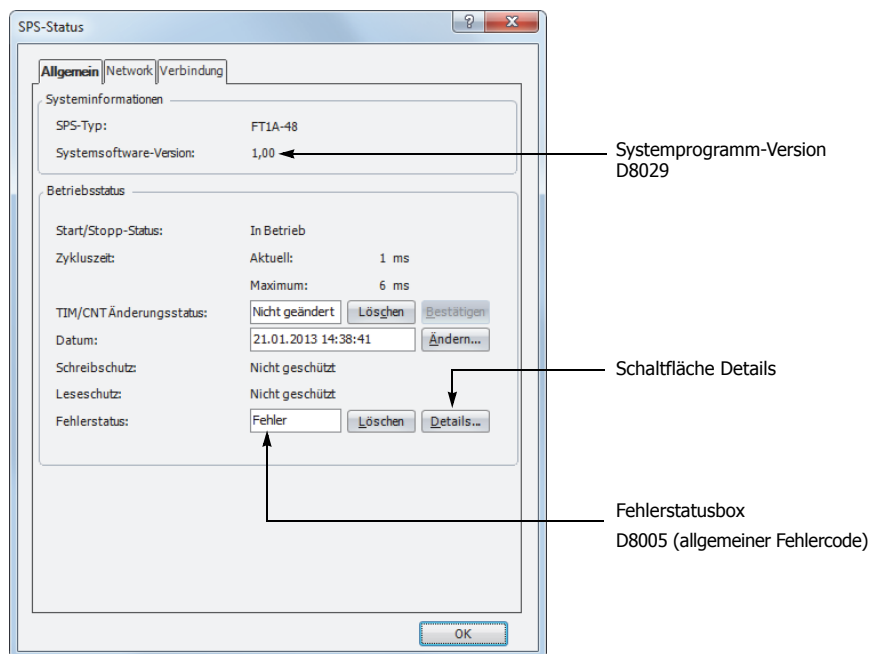 SPS-Status
?
X
Allgemein Network Verbindung
Systeminformationen
SPS-Typ: FT1A-48
Systemsoftware-Version: 1,00
Systemprogramm-Version
D8029
Betriebsstatus
Start/Stopp-Status: In Betrieb
Zykluszeit: Aktuell: 1 ms
Maximum: 6 ms
TIM/CNT Änderungsstatus: Nicht geändert Löschen Bestätigen
Datum: 21.01.2013 14:38:41 Ändern...
Schreibschutz: Nicht geschützt
Schaltfläche Details
Leseschutz: Nicht geschützt
Fehlerstatus: Fehler Löschen Details...
Fehlerstatusbox
D8005 (allgemeiner Fehlercode)
OK